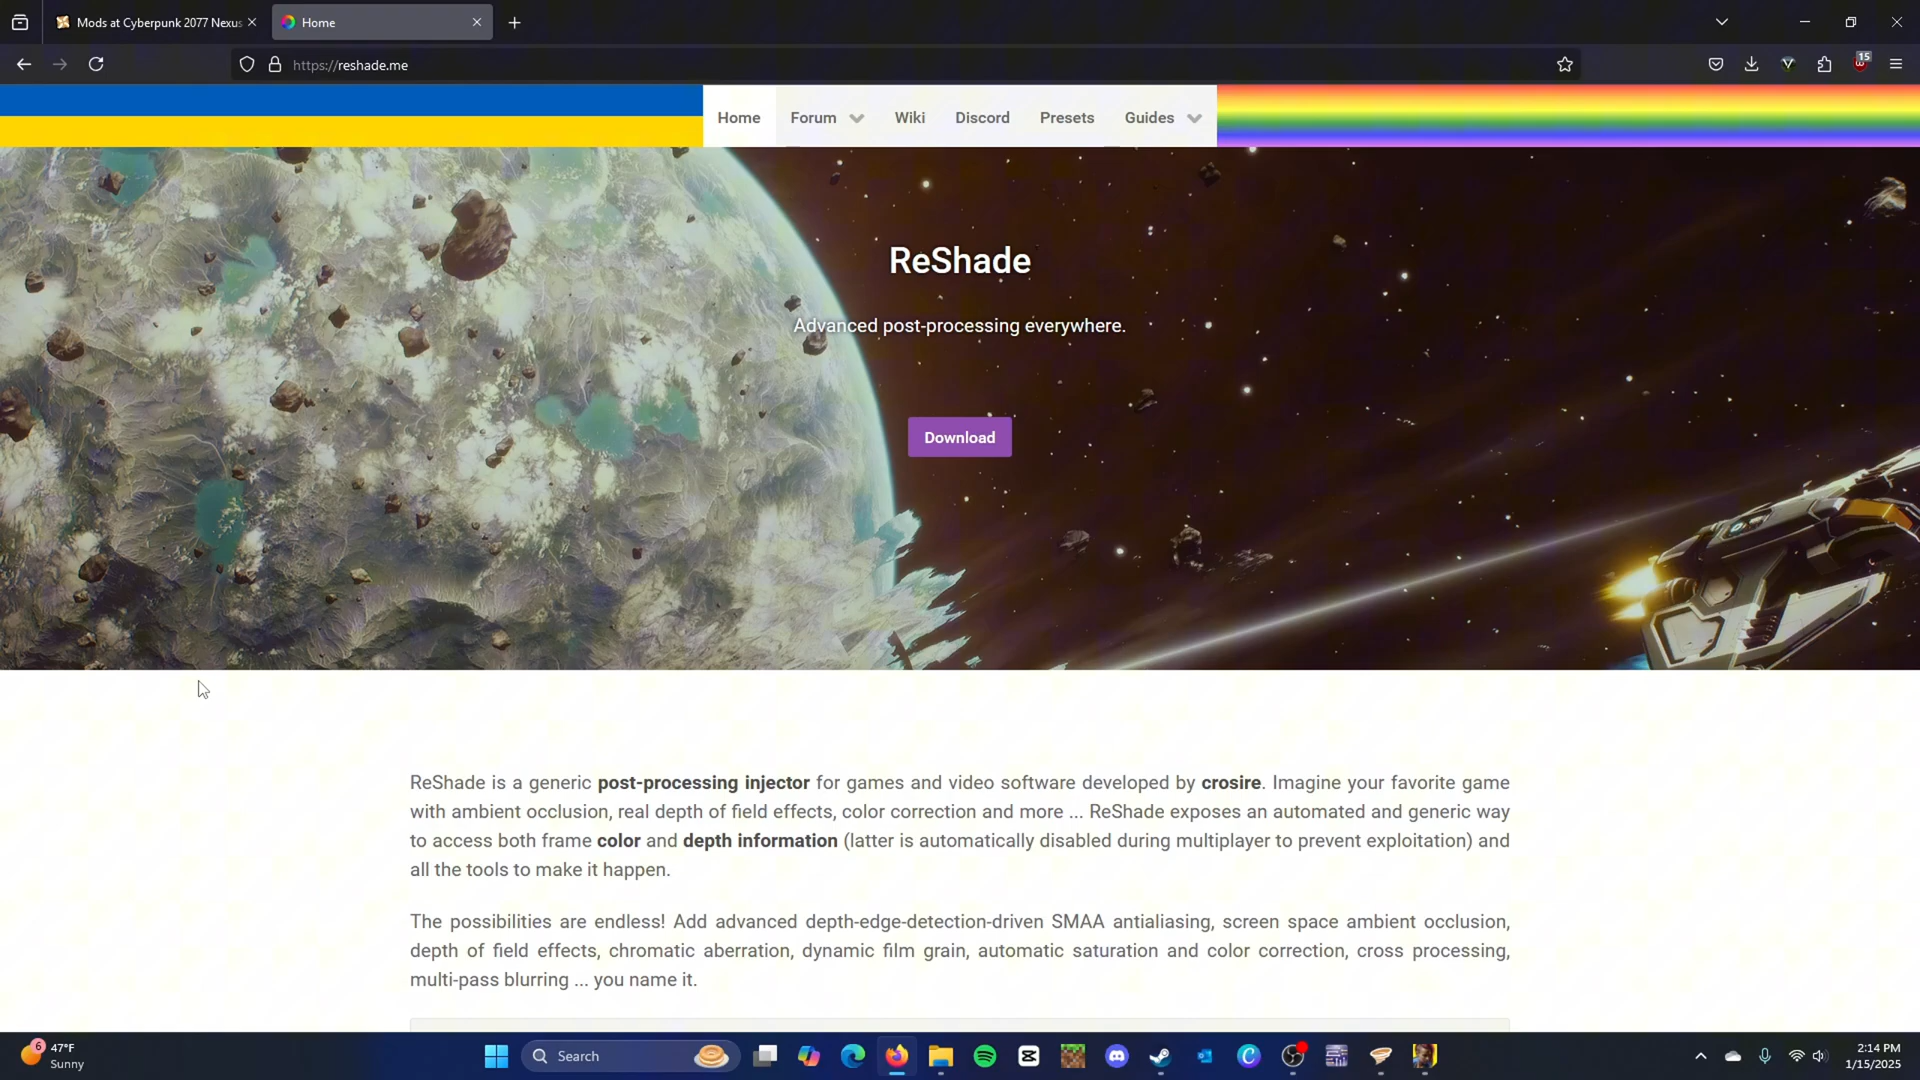 Mods at Cyberpunk 2077 Nexus
Home
https://reshade.me
15
Home
Forum
Wiki
Discord
Presets
Guides
ReShade
Advanced post-processing everywhere.
Download
ReShade is a generic post-processing injector for games and video software developed by crosire. Imagine your favorite game
with ambient occlusion, real depth of field effects, color correction and more ... ReShade exposes an automated and generic way
to access both frame color and depth information (latter is automatically disabled during multiplayer to prevent exploitation) and
all the tools to make it happen.
The possibilities are endless! Add advanced depth-edge-detection-driven SMAA antialiasing, screen space ambient occlusion,
depth of field effects, chromatic aberration, dynamic film grain, automatic saturation and color correction, cross processing,
multi-pass blurring ... you name it.
6
47°F
Sunny
Search
2:14 PM
1/15/2025